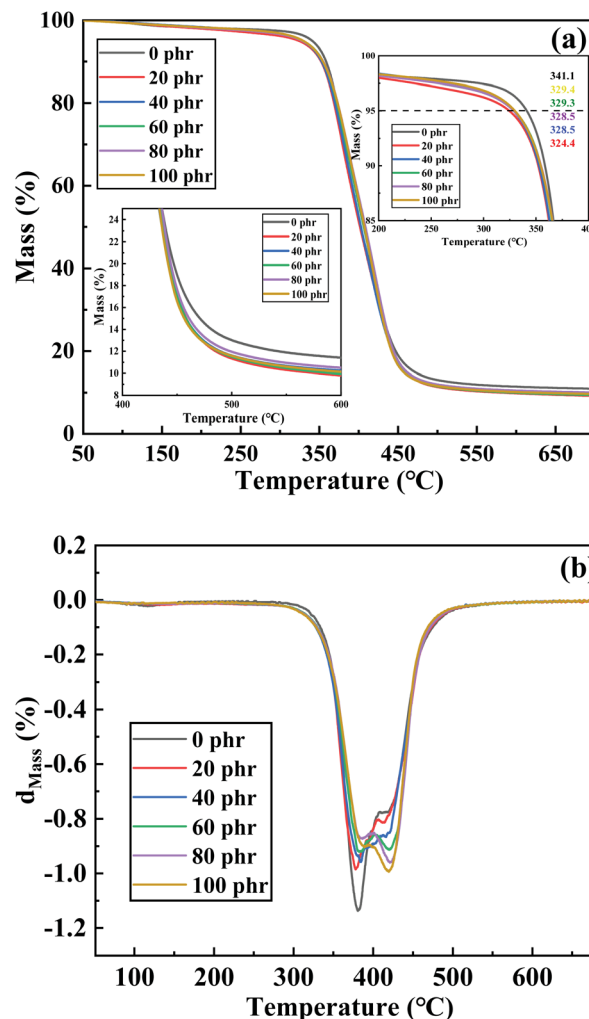 (a)
100
80
60
40
20
0
Mass (%)
0 phr
20 phr
40 phr
60 phr
80 phr
100 phr
100
95
90
85
Mass (%)
341.1
329.4
329.3
328.5
328.5
324.4
0 phr
20 phr
40 phr
60 phr
80 phr
100 phr
200 250 300 350 400
Temperature (°C)
24
22
20
18
16
14
12
10
8
Mass (%)
0 phr
20 phr
40 phr
60 phr
80 phr
100 phr
400 500 600
Temperature (°C)
50 150 250 350 450 550 650
Temperature (°C)
(b)
0.2
0.0
-0.2
-0.4
-0.6
-0.8
-1.0
-1.2
dMass (%)
0 phr
20 phr
40 phr
60 phr
80 phr
100 phr
100 200 300 400 500 600
Temperature (°C)